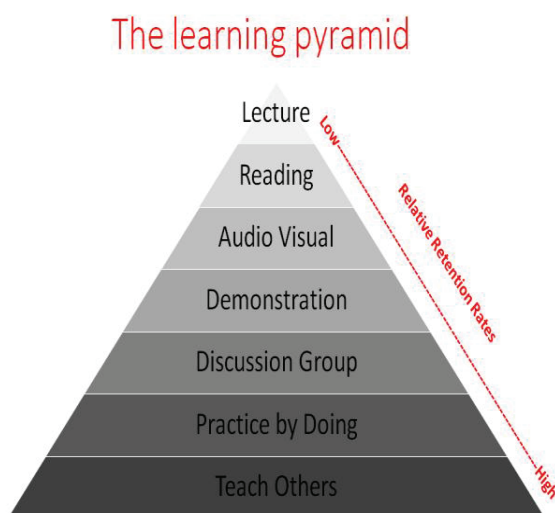 The learning pyramid
Lecture
Reading
Audio Visual
Demonstration
Discussion Group
Practice by Doing
Teach Others
Low
Relative Retention Rates
High